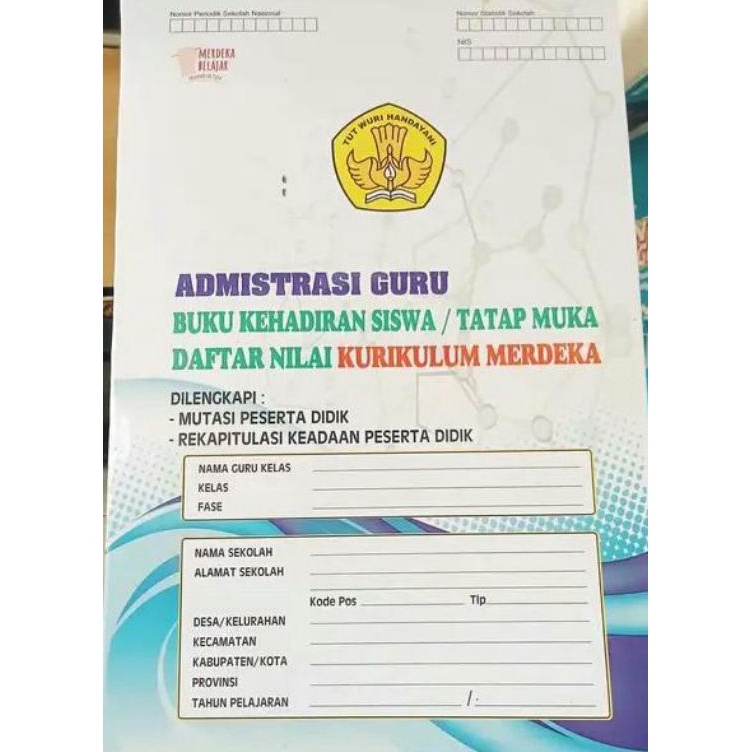 Nomor Periodik Sekolah Nasional
Nomor Statistik Sekolah
NIS
MERDEKA
BELAJAR
TUT WURI HANDAYANI
ADMISTRASI GURU
BUKU KEHADIRAN SISWA / TATAP MUKA
DAFTAR NILAI KURIKULUM MERDEKA
DILENGKAPI :
- MUTASI PESERTA DIDIK
- REKAPITULASI KEADAAN PESERTA DIDIK
NAMA GURU KELAS
KELAS
FASE
NAMA SEKOLAH
ALAMAT SEKOLAH
Kode Pos Tlp
DESA/KELURAHAN
KECAMATAN
KABUPATEN/KOTA
PROVINSI
TAHUN PELAJARAN /